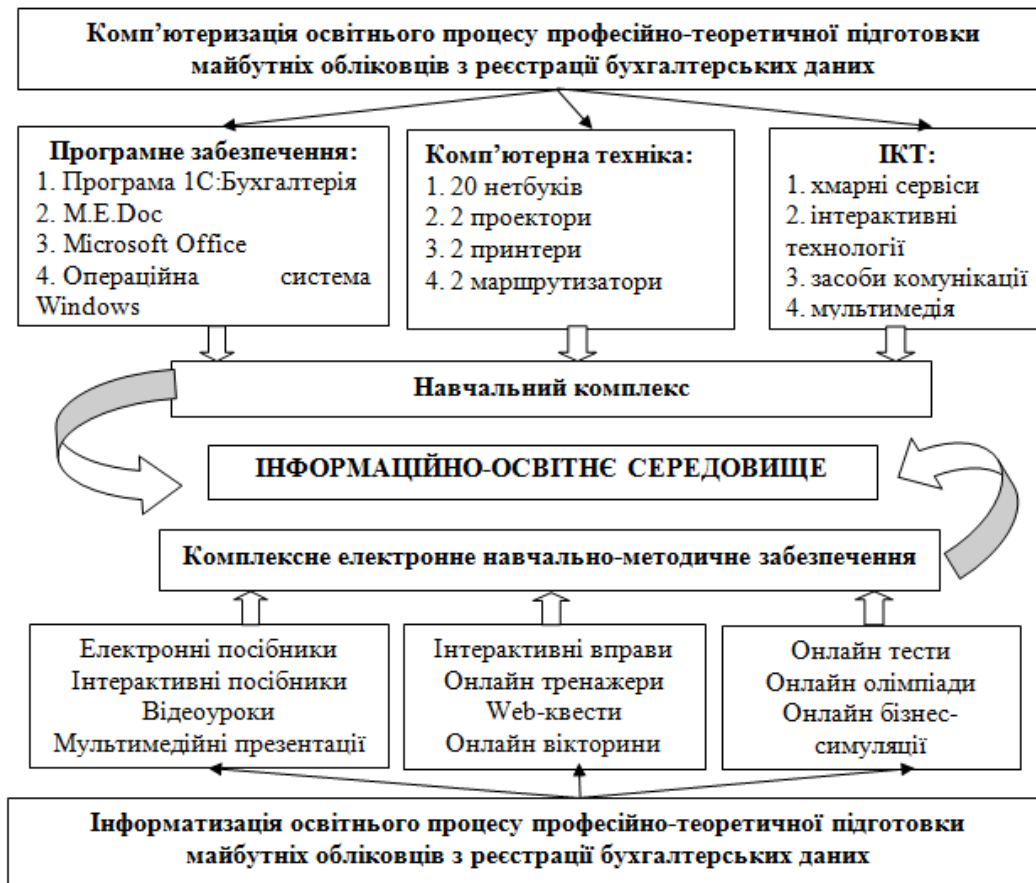 Комп’ютеризація освітнього процесу професійно-теоретичної підготовки
майбутніх обліковців з реєстрації бухгалтерських даних
Програмне забезпечення:
1. Програма 1С:Бухгалтерія
2. M.E.Doc
3. Microsoft Office
4. Операційна система
Windows
Комп’ютерна техніка:
1. 20 нетбуків
2. 2 проектори
3. 2 принтери
4. 2 маршрутизатори
ІКТ:
1. хмарні сервіси
2. інтерактивні
технології
3. засоби комунікації
4. мультимедія
Навчальний комплекс
ІНФОРМАЦІЙНО-ОСВІТНЄ СЕРЕДОВИЩЕ
Комплексне електронне навчально-методичне забезпечення
Електронні посібники
Інтерактивні посібники
Відеоуроки
Мультимедійні презентації
Інтерактивні вправи
Онлайн тренажери
Web-квести
Онлайн вікторини
Онлайн тести
Онлайн олімпіади
Онлайн бізнес-
симуляції
Інформатизація освітнього процесу професійно-теоретичної підготовки
майбутніх обліковців з реєстрації бухгалтерських даних